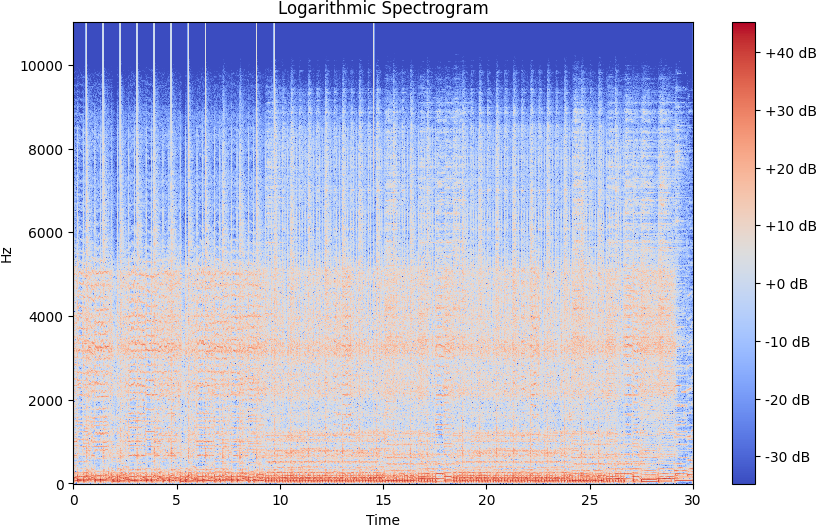 Logarithmic Spectrogram
10000
8000
6000
4000
2000
0
Hz
0 5 10 15 20 25 30
Time
+40 dB
+30 dB
+20 dB
+10 dB
+0 dB
-10 dB
-20 dB
-30 dB